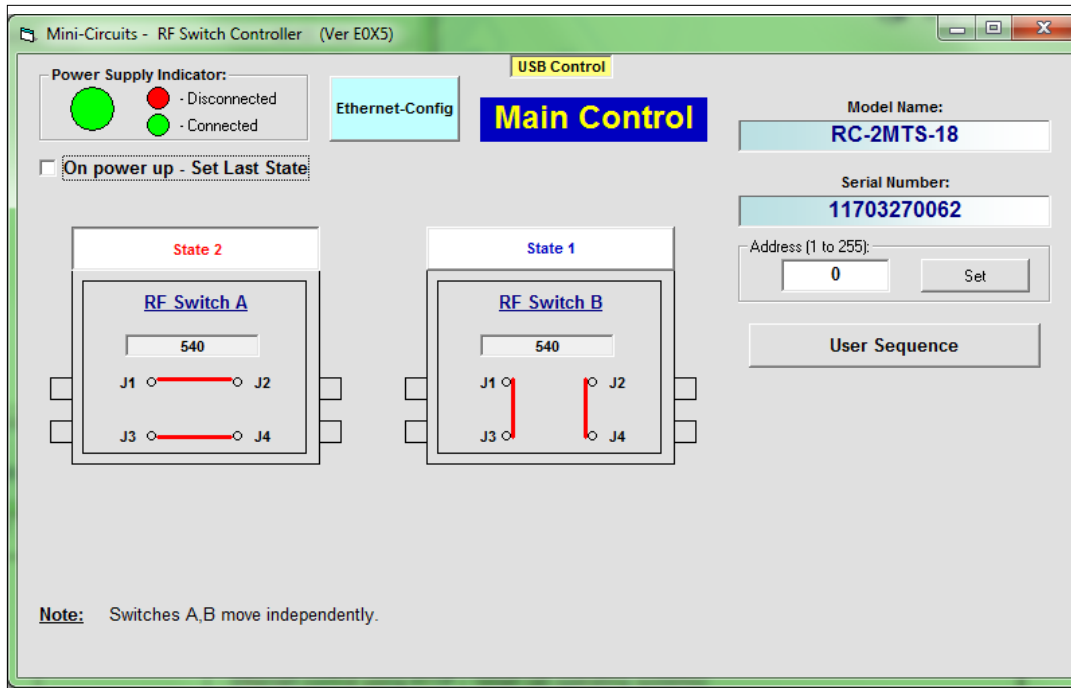 Mini-Circuits - RF Switch Controller (Ver E0X5)
USB Control
Power Supply Indicator:
- Disconnected
- Connected
Ethernet-Config
Main Control
Model Name:
RC-2MTS-18
On power up - Set Last State
Serial Number:
11703270062
Address (1 to 255):
0 Set
State 2
State 1
RF Switch A
540
J1 J2
J3 J4
RF Switch B
540
J1 J2
J3 J4
User Sequence
Note: Switches A,B move independently.